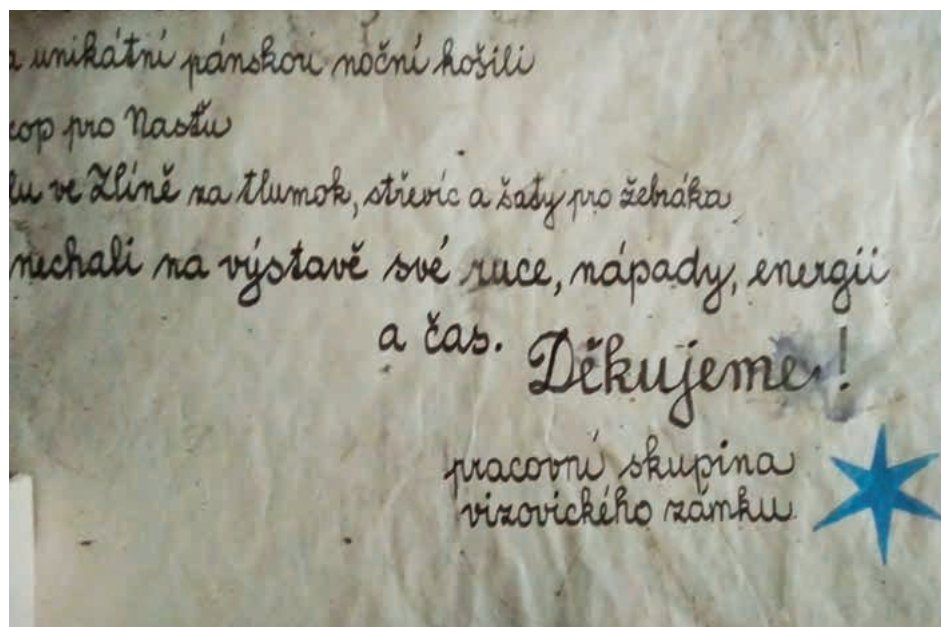 a unikátní pánskou noční košili
cop pro Nasťu
lu ve Zlíně za tlumok, střevíc a šaty pro žebráka
nechali na výstavě své ruce, nápady, energii
a čas. Děkujeme!
pracovní skupina
vizovického zámku